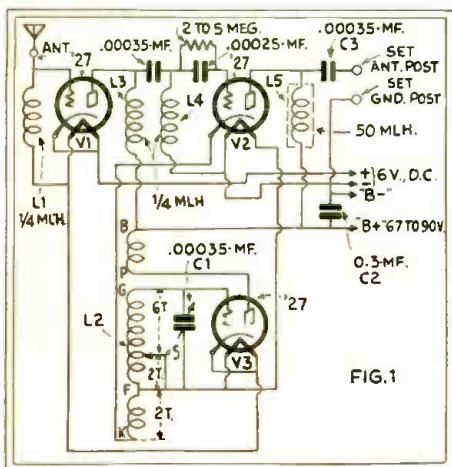 .00035-MF.
2 TO 5 MEG.
.00025-MF.
.00035-MF.
C3
ANT.
'27
L3
'27
L4
L5
SET
ANT. POST
SET
GND. POST
50 MLH.
V1
V2
L1
1/4 MLH.
1/4 MLH
+
-
6 V., D.C.
"B-"
"B+" 67 TO 90V.
B
P
.00035-MF.
C1
0.3-MF.
C2
G
'27
L2
6T.
S
2T.
F
2T.
K
V3
FIG.1